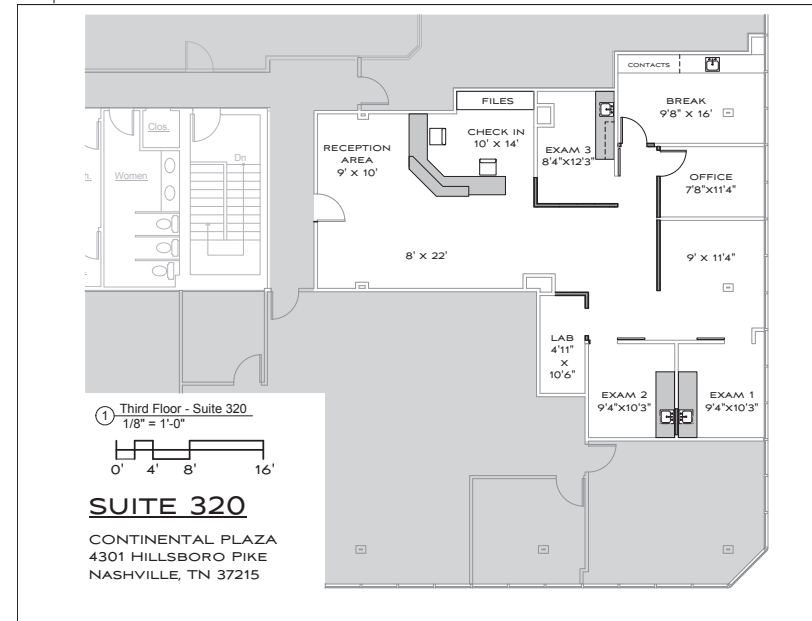 CONTACTS
FILES
BREAK
9'8" X 16'
Clos.
CHECK IN
10' X 14'
RECEPTION
AREA
9' X 10'
EXAM 3
8'4"X12'3"
Dn
Women
OFFICE
7'8"X11'4"
8' X 22'
9' X 11'4"
LAB
4'11"
X
10'6"
EXAM 2
9'4"X10'3"
EXAM 1
9'4"X10'3"
1 Third Floor - Suite 320
1/8" = 1'-0"
0' 4' 8' 16'
SUITE 320
CONTINENTAL PLAZA
4301 HILLSBORO PIKE
NASHVILLE, TN 37215